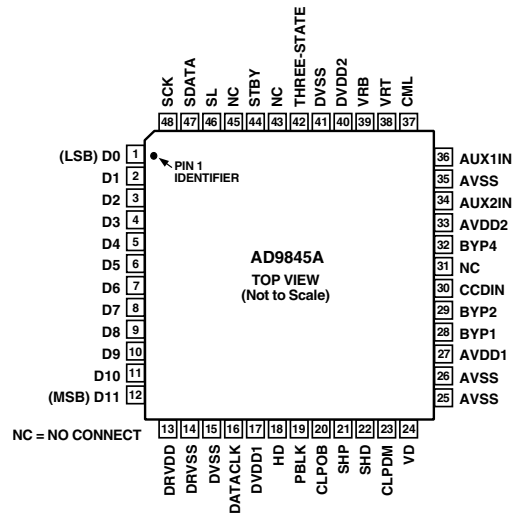 SCK
SDATA
SL
NC
STBY
NC
THREE-STATE
DVSS
DVDD2
VRB
VRT
CML
48 47 46 45 44 43 42 41 40 39 38 37
(LSB) D0 1
D1 2
D2 3
D3 4
D4 5
D5 6
D6 7
D7 8
D8 9
D9 10
D10 11
(MSB) D11 12
PIN 1
IDENTIFIER
AD9845A
TOP VIEW
(Not to Scale)
36 AUX1IN
35 AVSS
34 AUX2IN
33 AVDD2
32 BYP4
31 NC
30 CCDIN
29 BYP2
28 BYP1
27 AVDD1
26 AVSS
25 AVSS
NC = NO CONNECT
13 14 15 16 17 18 19 20 21 22 23 24
DRVDD
DRVSS
DVSS
DATACLK
DVDD1
HD
PBLK
CLPOB
SHP
SHD
CLPDM
VD